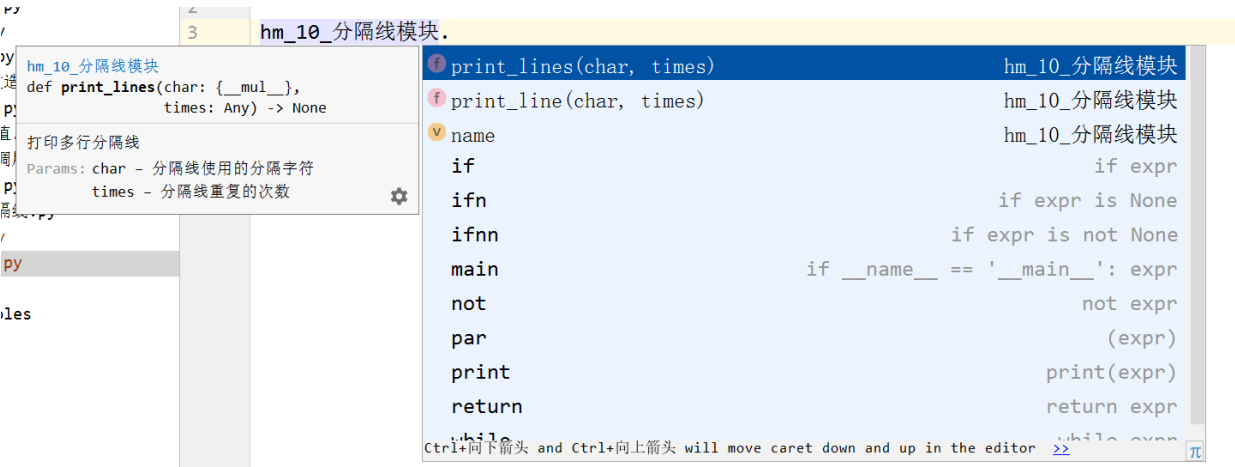 py
2
3
hm_10_分隔线模块.
hm_10_分隔线模块
def print_lines(char: {__mul__},
times: Any) -> None
打印多行分隔线
Params: char – 分隔线使用的分隔字符
times – 分隔线重复的次数
f print_lines(char, times) hm_10_分隔线模块
f print_line(char, times) hm_10_分隔线模块
v name hm_10_分隔线模块
if if expr
ifn if expr is None
ifnn if expr is not None
main if __name__ == '__main__': expr
not not expr
par (expr)
print print(expr)
return return expr
while while expr
Ctrl+向下箭头 and Ctrl+向上箭头 will move caret down and up in the editor >> π
py